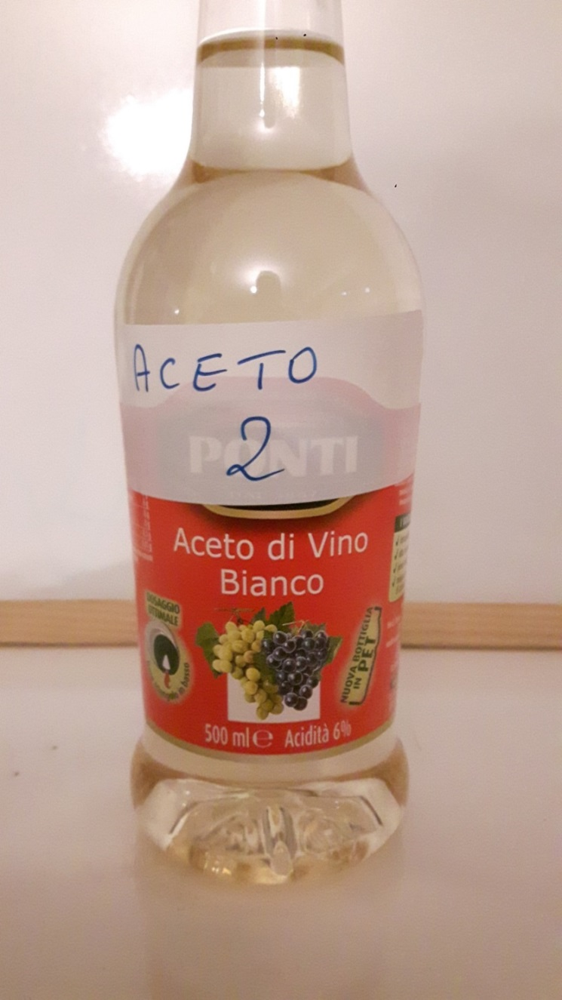 ACETO
2
PONTI
Aceto di Vino
Bianco
DOSAGGIO
OTTIMALE
NUOVA BOTTIGLIA
IN PET
500 ml e Acidità 6%